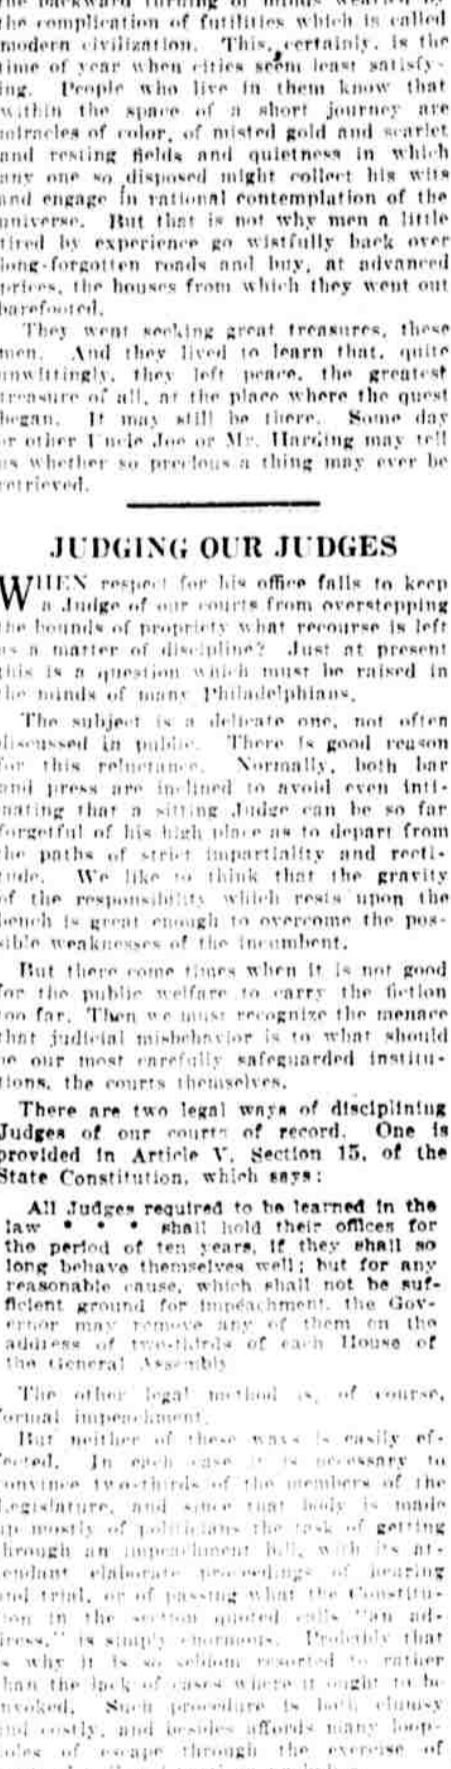 the backward turning of minds wearied by
the complication of futilities which is called
modern civilization. This, certainly, is the
time of year when cities seem least satisfy-
ing. People who live in them know that
within the space of a short journey are
miracles of color, of misted gold and scarlet
and resting fields and quietness in which
any one so disposed might collect his wits
and engage in rational contemplation of the
universe. But that is not why men a little
tired by experience go wistfully back over
long-forgotten roads and buy, at advanced
prices, the houses from which they went out
barefooted.
They went seeking great treasures, these
men. And they lived to learn that, quite
unwittingly, they left peace, the greatest
treasure of all, at the place where the quest
began. It may still be there. Some day
or other Uncle Joe or Mr. Harding may tell
us whether so precious a thing may ever be
retrieved.
JUDGING OUR JUDGES
WHEN respect for his office fails to keep
a Judge of our courts from overstepping
the bounds of propriety what recourse is left
as a matter of discipline? Just at present
this is a question which must be raised in
the minds of many Philadelphians.
The subject is a delicate one, not often
discussed in public. There is good reason
for this reluctance. Normally, both bar
and press are inclined to avoid even inti-
mating that a sitting Judge can be so far
forgetful of his high place as to depart from
the paths of strict impartiality and recti-
tude. We like to think that the gravity
of the responsibility which rests upon the
bench is great enough to overcome the pos-
sible weaknesses of the incumbent.
But there come times when it is not good
for the public welfare to carry the fiction
too far. Then we must recognize the menace
that judicial misbehavior is to what should
be our most carefully safeguarded institu-
tions, the courts themselves.
There are two legal ways of disciplining
Judges of our courts of record. One is
provided in Article V, Section 15, of the
State Constitution, which says:
All Judges required to be learned in the
law * * * shall hold their offices for
the period of ten years, if they shall so
long behave themselves well; but for any
reasonable cause, which shall not be suf-
ficient ground for impeachment, the Gov-
ernor may remove any of them on the
address of two-thirds of each House of
the General Assembly
The other legal method is, of course,
formal impeachment.
But neither of these ways is easily ef-
fected. In each case it is necessary to
convince two-thirds of the members of the
Legislature, and since that body is made
up mostly of politicians the task of getting
through an impeachment bill, with its at-
tendant elaborate proceedings of hearing
and trial, or of passing what the Constitu-
tion in the section quoted calls "an ad-
dress," is simply enormous. Probably that
is why it is so seldom resorted to rather
than the lack of cases where it ought to be
invoked. Such procedure is both clumsy
and costly, and besides affords many loop-
holes of escape through the exercise of